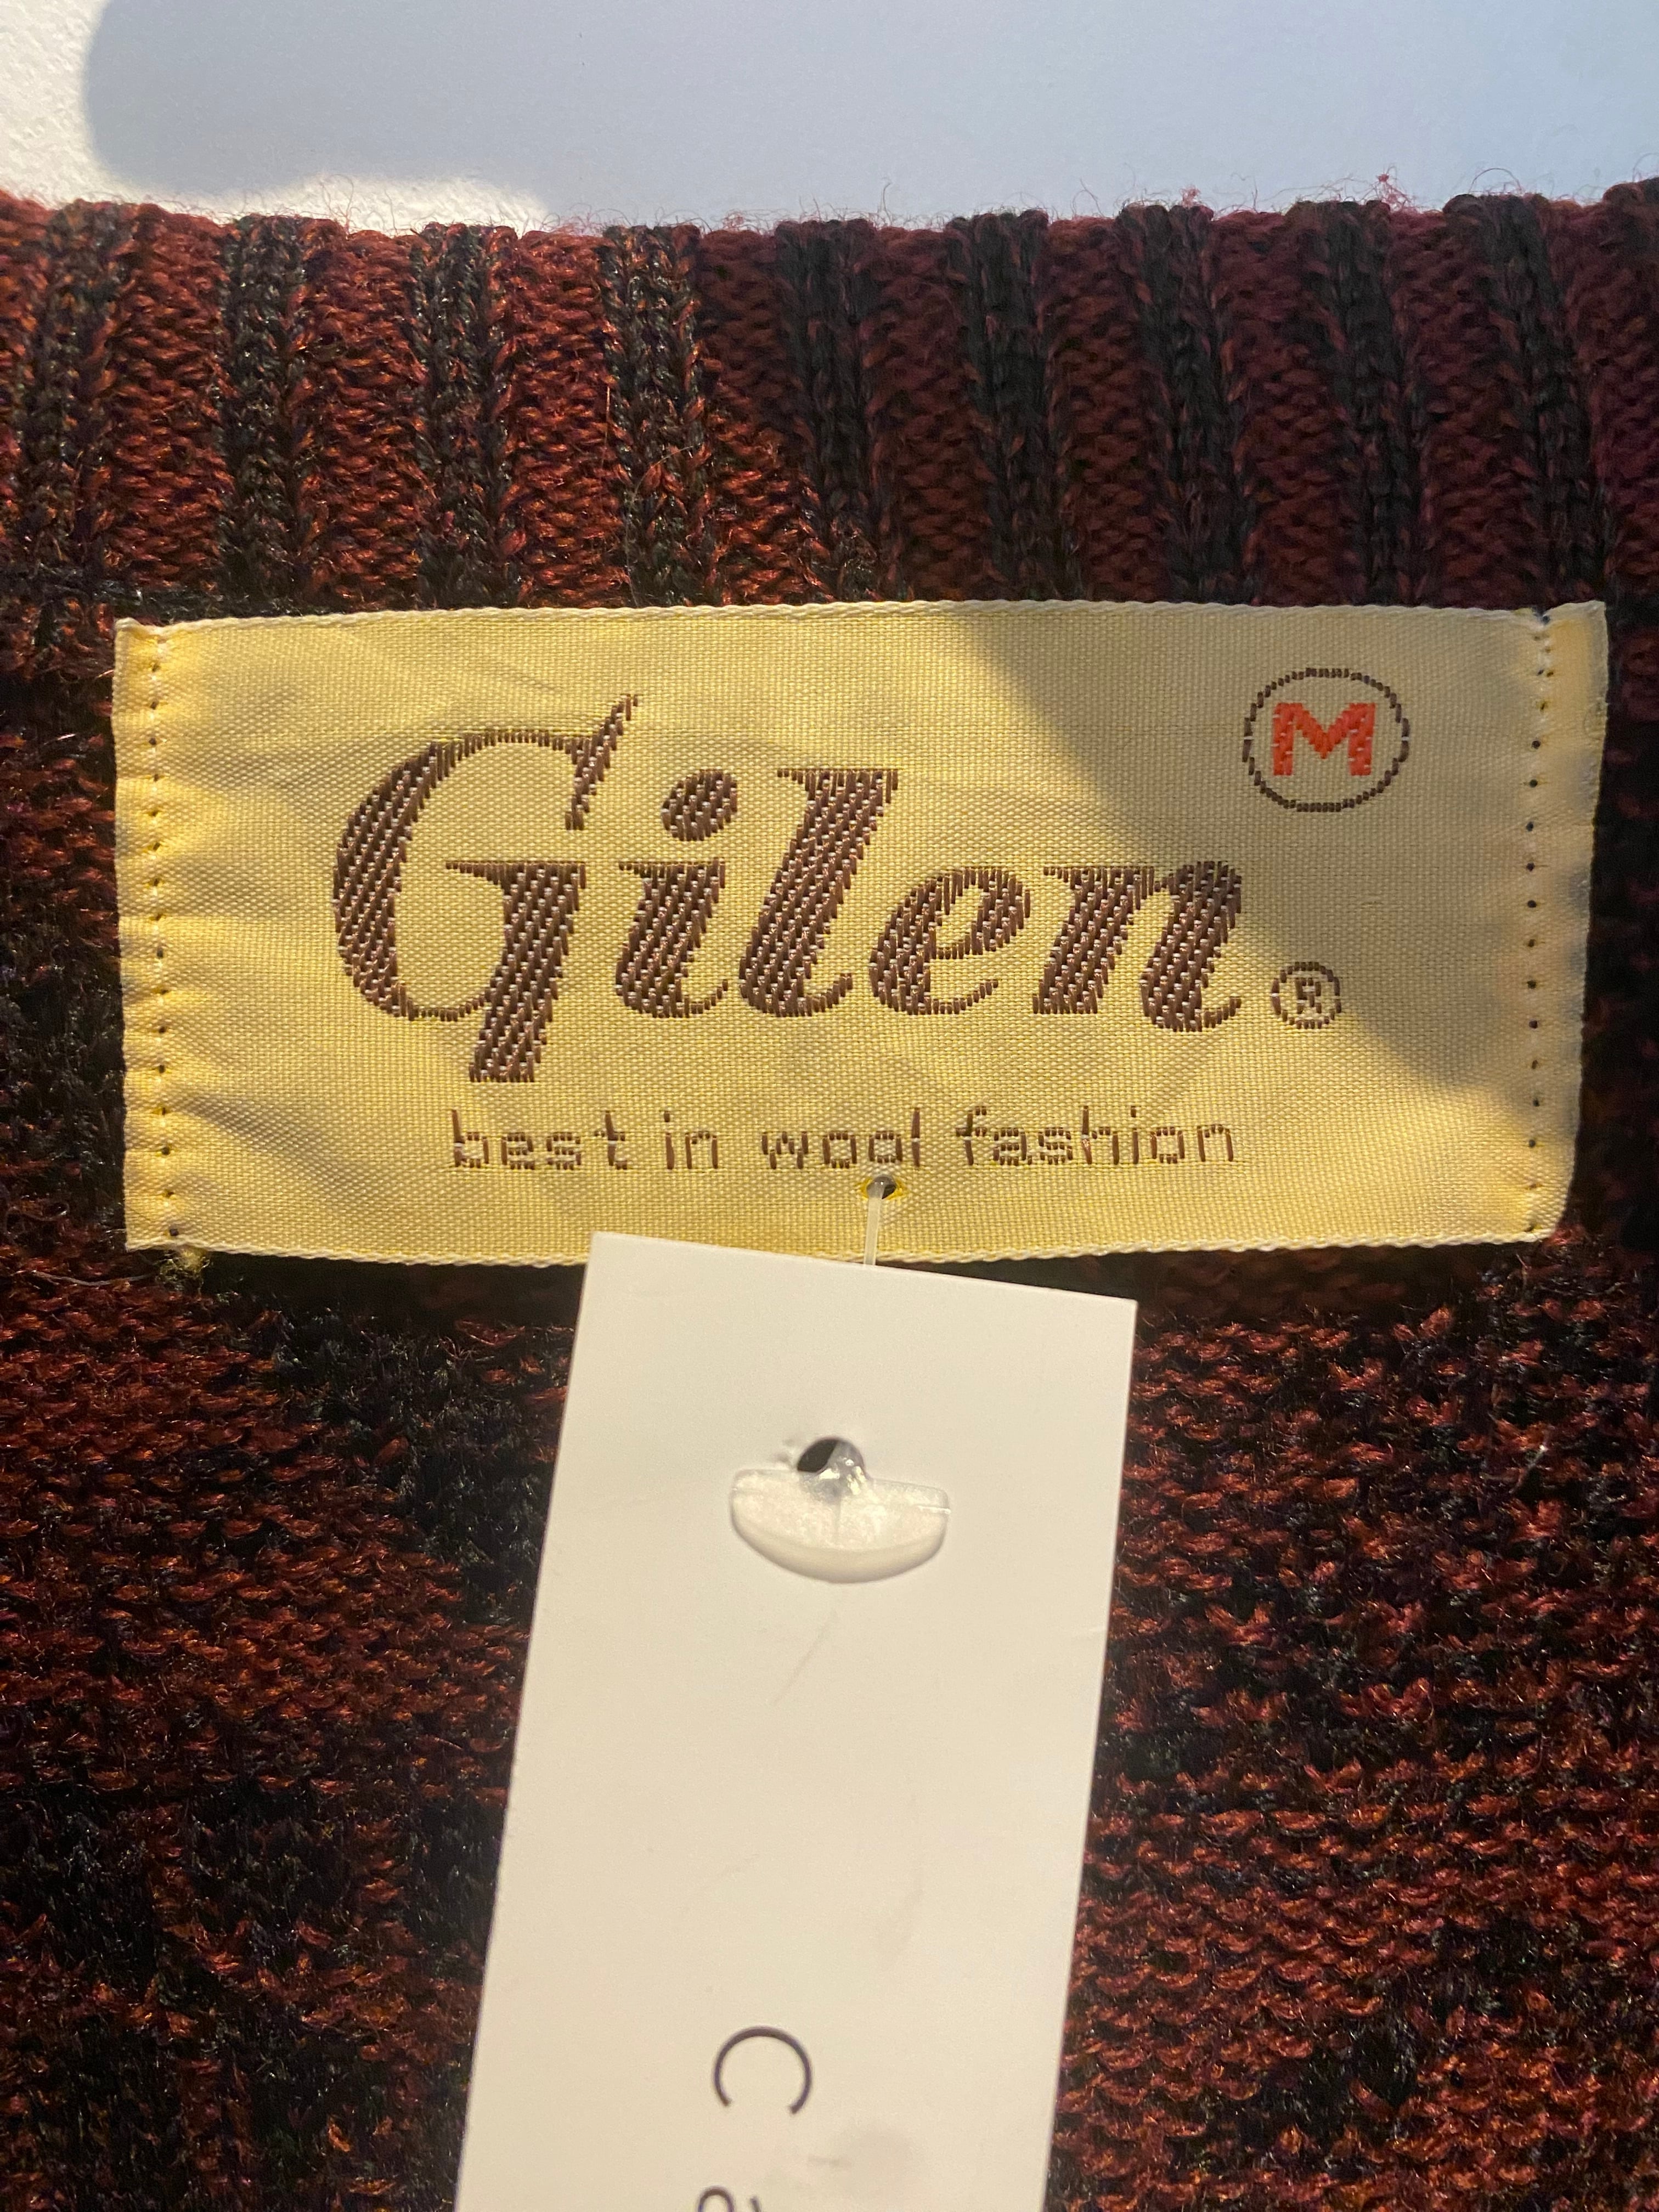 M
Gilen®
best in wool fashion
C